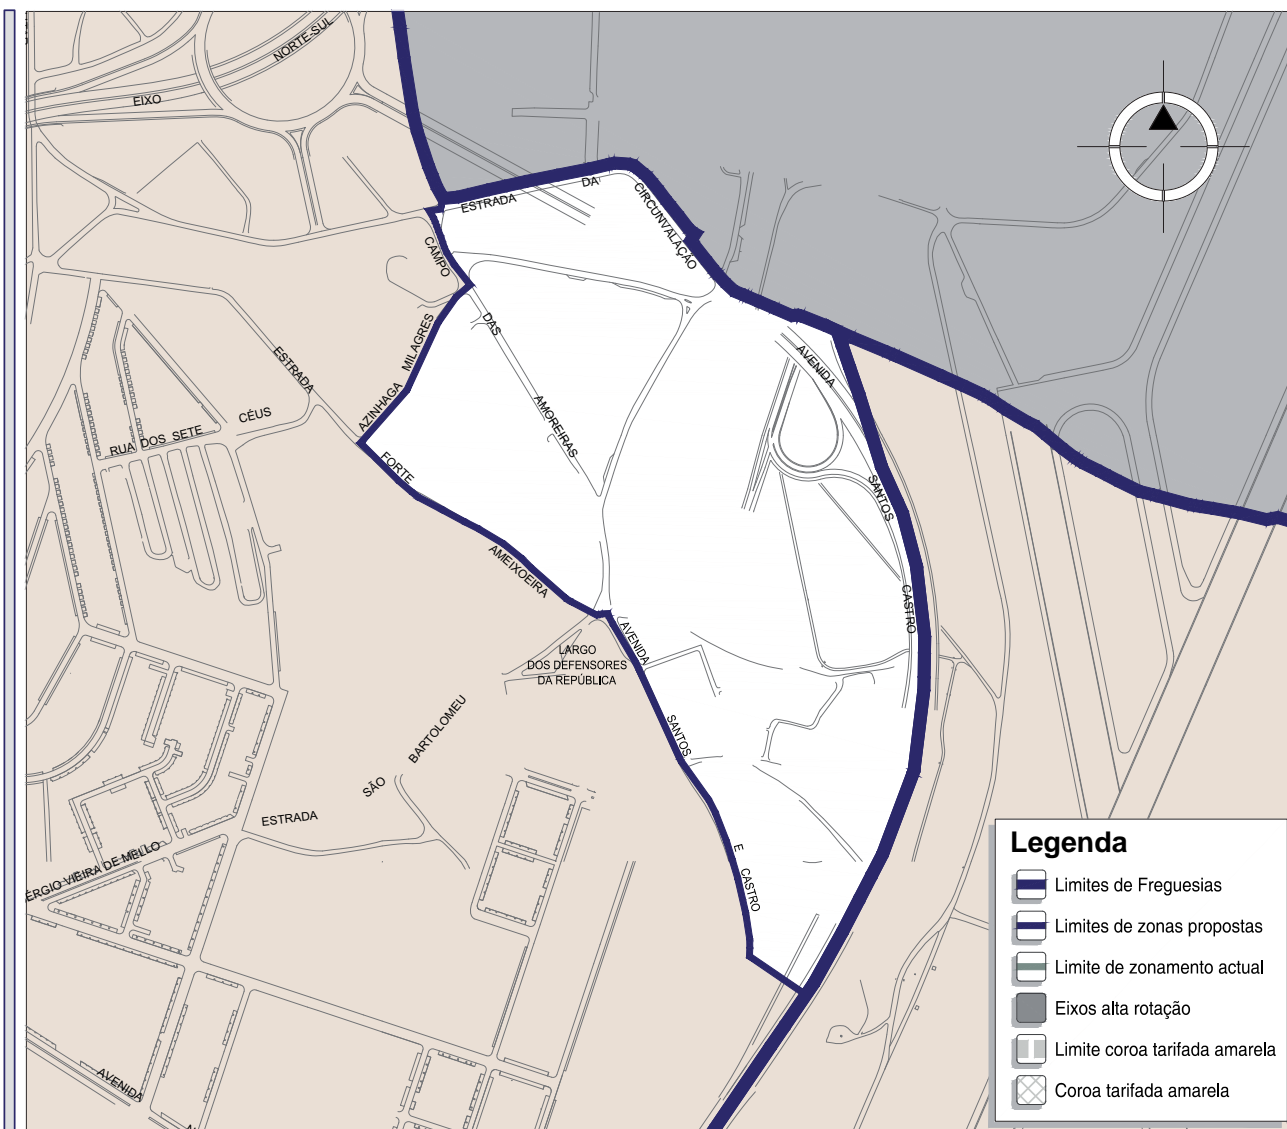 NORTE-SUL
EIXO
ESTRADA
DA
CIRCUNVALAÇÃO
CAMPO
DAS
AMOREIRAS
AZINHAGA
MILAGRES
ESTRADA
RUA DOS SETE
CÉUS
FORTE
AMEIXOEIRA
AVENIDA
SANTOS
CASTRO
LARGO
DOS DEFENSORES
DA REPÚBLICA
AVENIDA
SANTOS
E
CASTRO
ESTRADA
SÃO
BARTOLOMEU
ÉRGIO VIEIRA DE MELLO
AVENIDA
Legenda
Limites de Freguesias
Limites de zonas propostas
Limite de zonamento actual
Eixos alta rotação
Limite coroa tarifada amarela
Coroa tarifada amarela